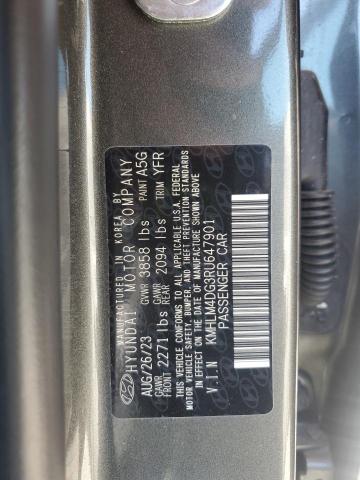 MANUFACTURED IN KOREA
HYUNDAI MOTOR COMPANY
AUG/26/23 GVWR 3858 lbs PAINT A5G
GAWR FRONT 2271 lbs GAWR REAR 2094 lbs TRIM YFR
THIS VEHICLE CONFORMS TO ALL APPLICABLE U.S.A. FEDERAL
MOTOR VEHICLE SAFETY, BUMPER, AND THEFT PREVENTION STANDARDS
IN EFFECT ON THE DATE OF MANUFACTURE SHOWN ABOVE
V.I.N KMHLM4DG3RU677901
PASSENGER CAR